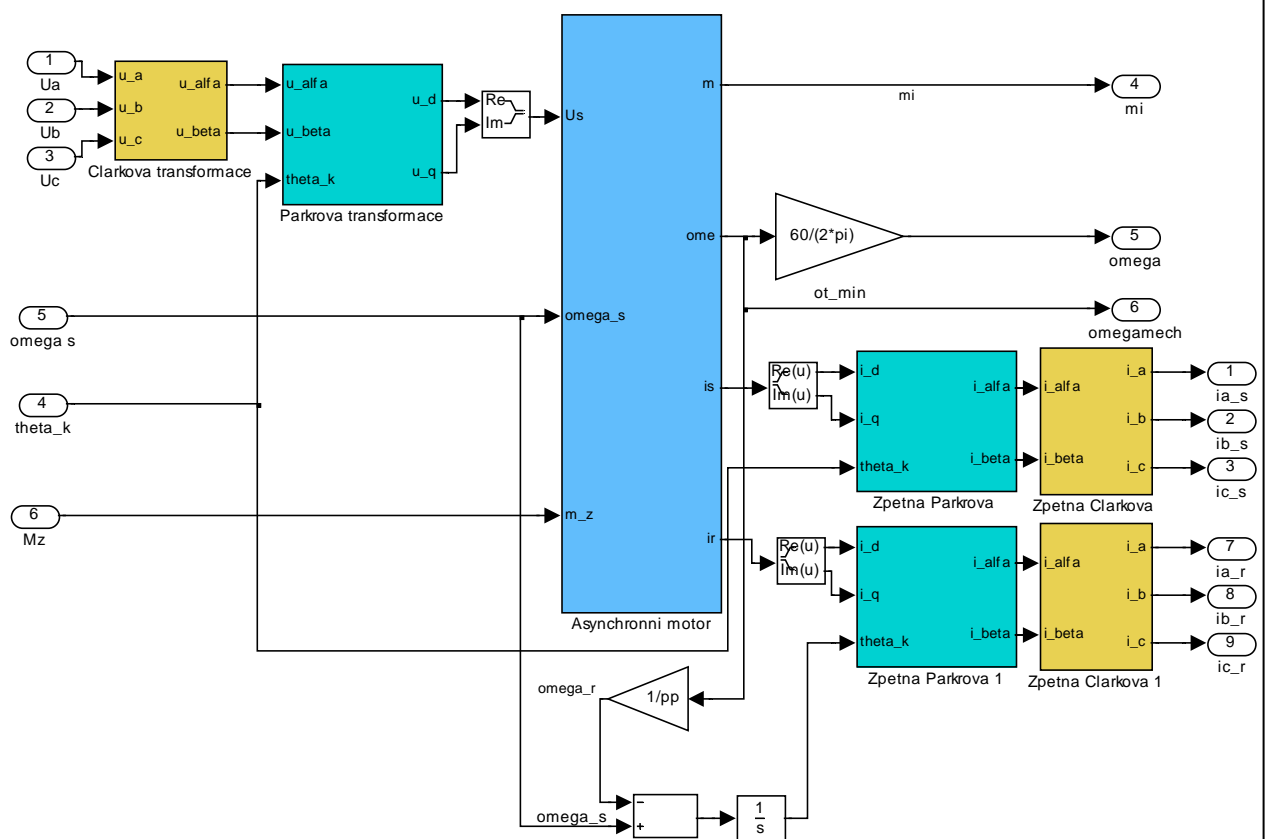 1
Ua
2
Ub
3
Uc
u_a
u_b
u_c
u_alfa
u_beta
Clarkova transformace
u_alfa
u_beta
theta_k
u_d
u_q
Parkrova transformace
Re
Im
Us
omega_s
m_z
m
ome
is
ir
Asynchronni motor
mi
4
mi
60/(2*pi)
5
omega
ot_min
6
omegamech
5
omega s
4
theta_k
6
Mz
Re(u)
Im(u)
i_d
i_q
theta_k
i_alfa
i_beta
Zpetna Parkrova
i_alfa
i_beta
i_a
i_b
i_c
Zpetna Clarkova
1
ia_s
2
ib_s
3
ic_s
Re(u)
Im(u)
i_d
i_q
theta_k
i_alfa
i_beta
Zpetna Parkrova 1
i_alfa
i_beta
i_a
i_b
i_c
Zpetna Clarkova 1
7
ia_r
8
ib_r
9
ic_r
omega_r
1/pp
omega_s
−
+
1
s